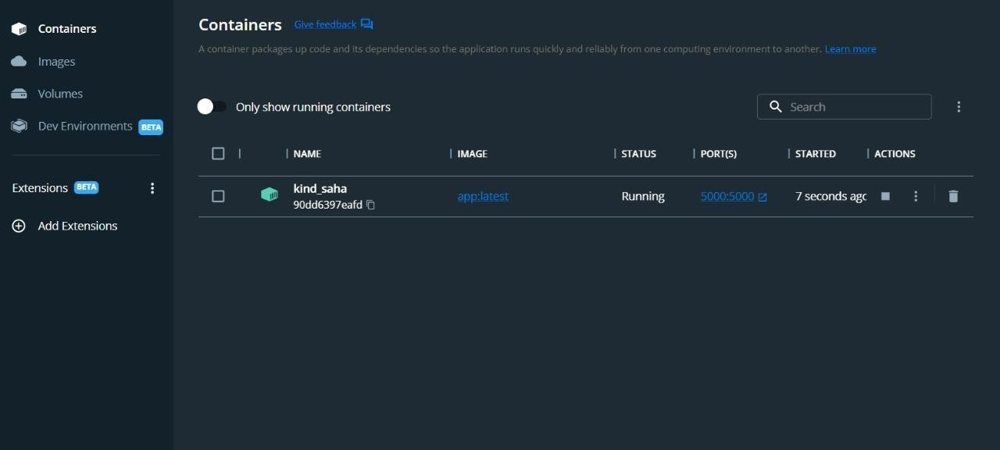 Containers
Images
Volumes
Dev Environments BETA
Extensions BETA
Add Extensions
Containers Give feedback
A container packages up code and its dependencies so the application runs quickly and reliably from one computing environment to another. Learn more
Only show running containers
Search
NAME IMAGE STATUS PORT(S) STARTED ACTIONS
kind_saha
90dd6397eafd
app:latest Running 5000:5000 7 seconds ago